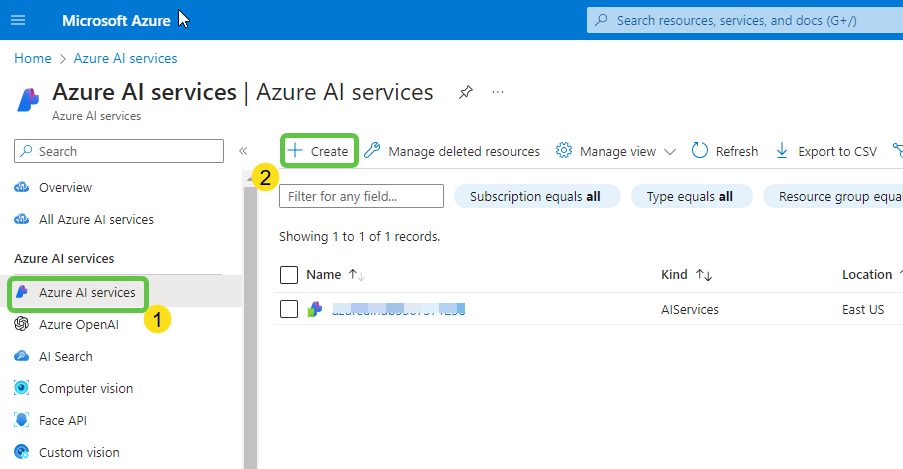 Microsoft Azure
Search resources, services, and docs (G+/)
Home > Azure AI services
Azure AI services | Azure AI services
Azure AI services
Search
Create
Manage deleted resources
Manage view
Refresh
Export to CSV
2
Overview
Filter for any field...
Subscription equals all
Type equals all
Resource group equal
All Azure AI services
Showing 1 to 1 of 1 records.
Azure AI services
Name
Kind
Location
Azure AI services
1
AIServices
East US
Azure OpenAI
AI Search
Computer vision
Face API
Custom vision